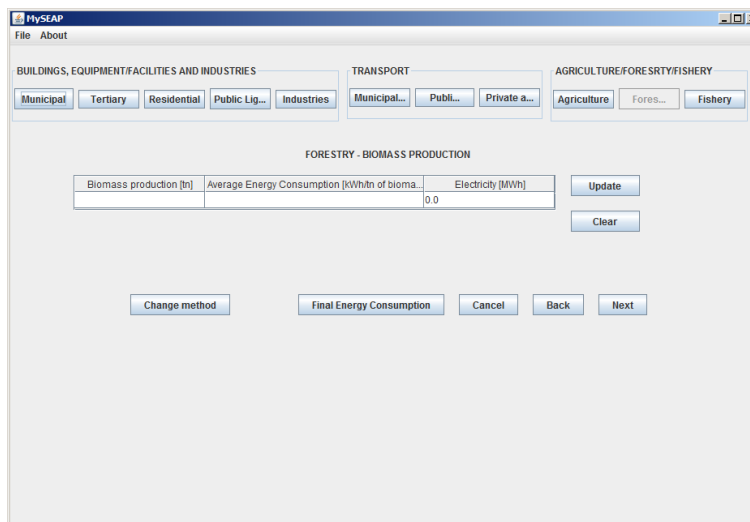 MySEAP
File About
BUILDINGS, EQUIPMENT/FACILITIES AND INDUSTRIES TRANSPORT AGRICULTURE/FORESRTY/FISHERY
Municipal Tertiary Residential Public Lig... Industries Municipal... Publi... Private a... Agriculture Fores... Fishery
FORESTRY - BIOMASS PRODUCTION
Biomass production [tn] Average Energy Consumption [kWh/tn of bioma... Electricity [MWh] Update
0.0
Clear
Change method Final Energy Consumption Cancel Back Next